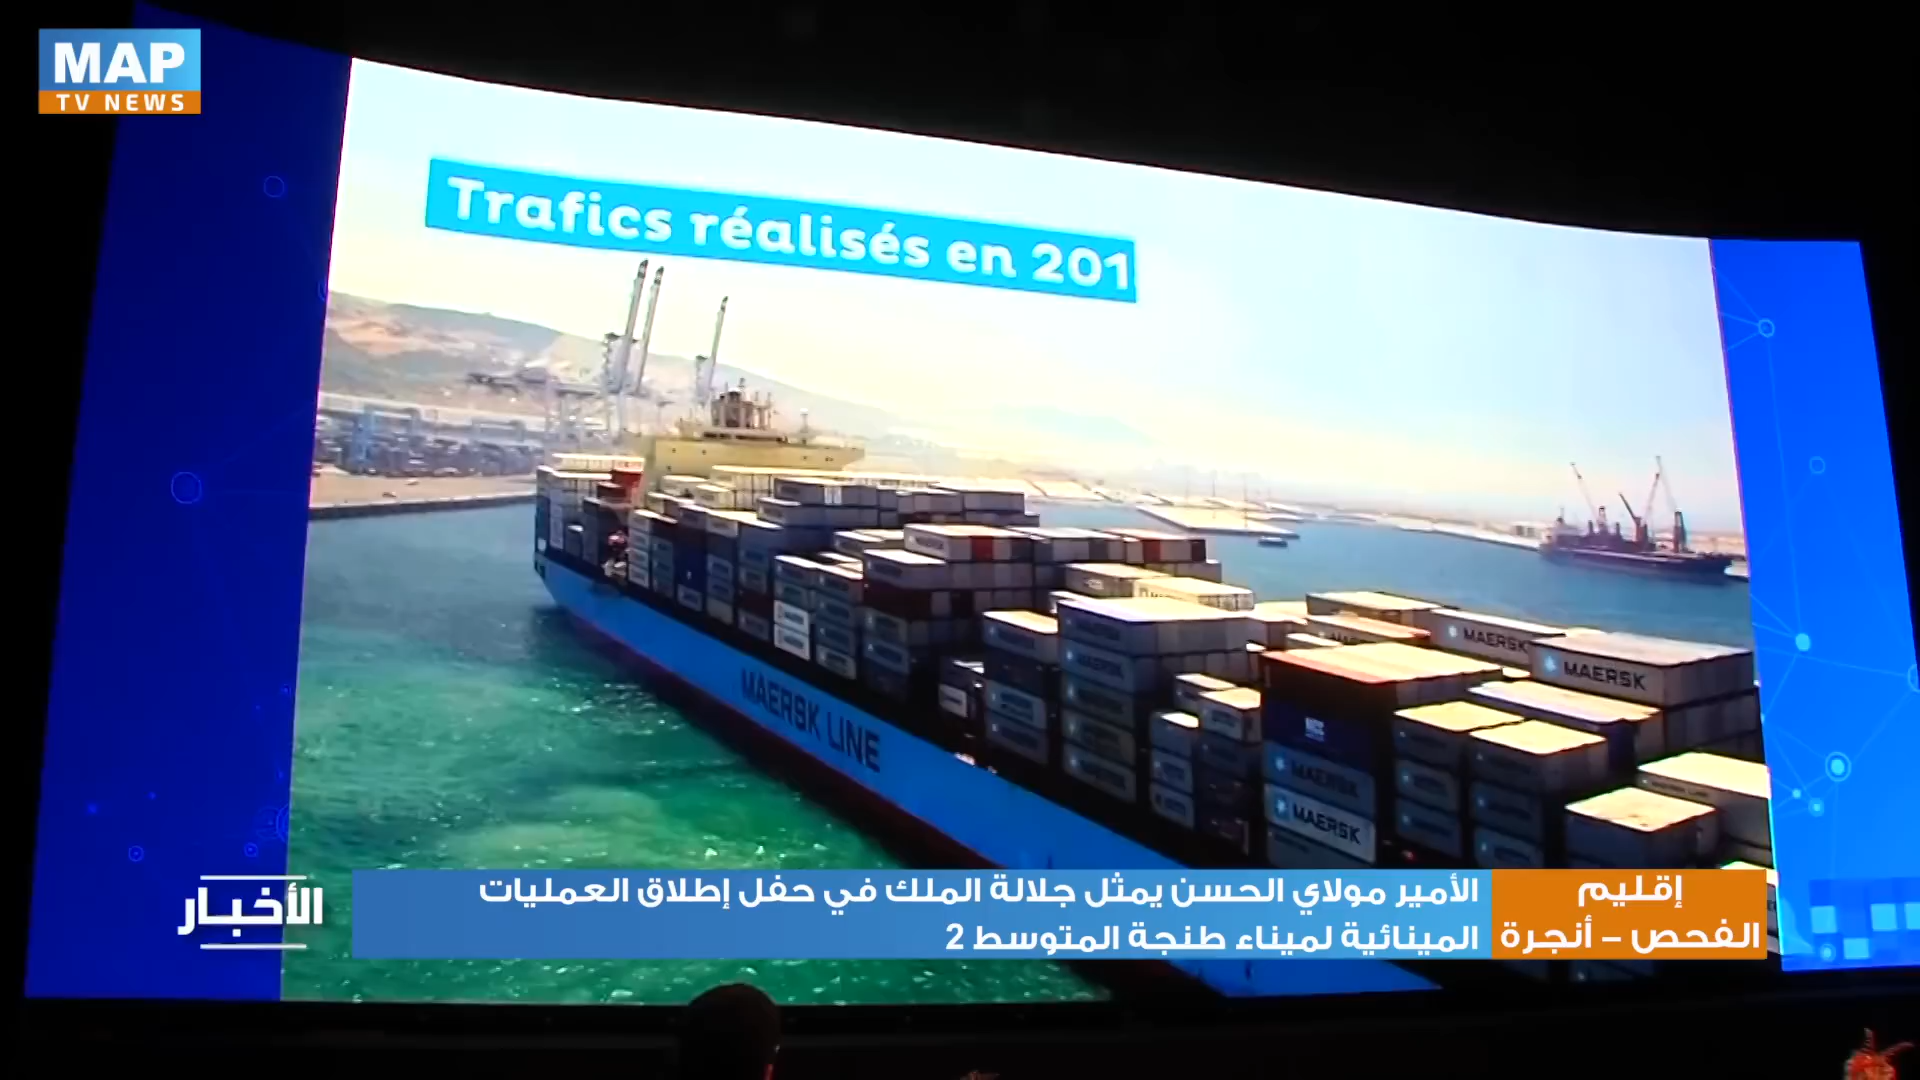 MAP
TV NEWS
Trafics réalisés en 201
MAERSK
MAERSK
MAERSK LINE
MAERSK
MAERSK
إقليم
الفحص - أنجرة
الأمير مولاي الحسن يمثل جلالة الملك في حفل إطلاق العمليات
المينائية لميناء طنجة المتوسط 2
الأخبار